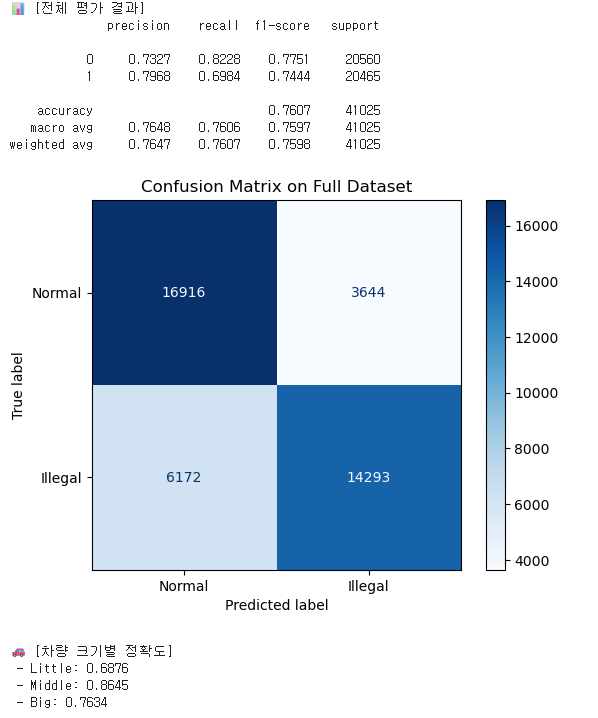 📊 [전체 평가 결과]
precision recall f1-score support
0 0.7327 0.8228 0.7751 20560
1 0.7968 0.6984 0.7444 20465
accuracy 0.7607 41025
macro avg 0.7648 0.7606 0.7597 41025
weighted avg 0.7647 0.7607 0.7598 41025
Confusion Matrix on Full Dataset
Normal 16916 3644
Illegal 6172 14293
True label
Normal Illegal
Predicted label
16000
14000
12000
10000
8000
6000
4000
🚗 [차량 크기별 정확도]
- Little: 0.6876
- Middle: 0.8645
- Big: 0.7634